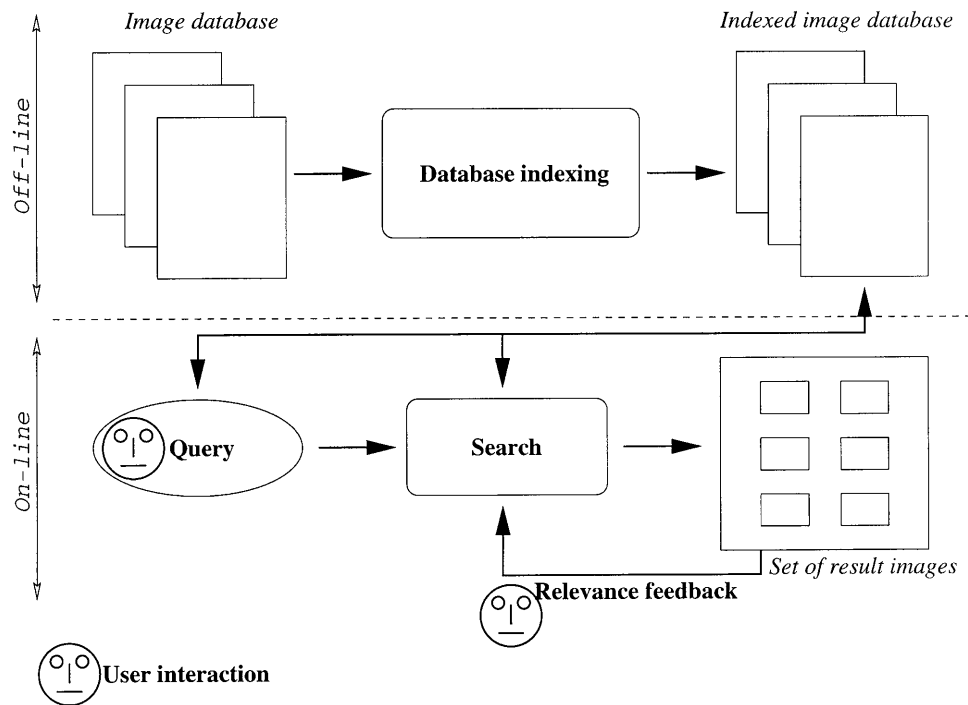 Image database
Indexed image database
Off-line
Database indexing
On-line
Query
Search
Set of result images
Relevance feedback
User interaction